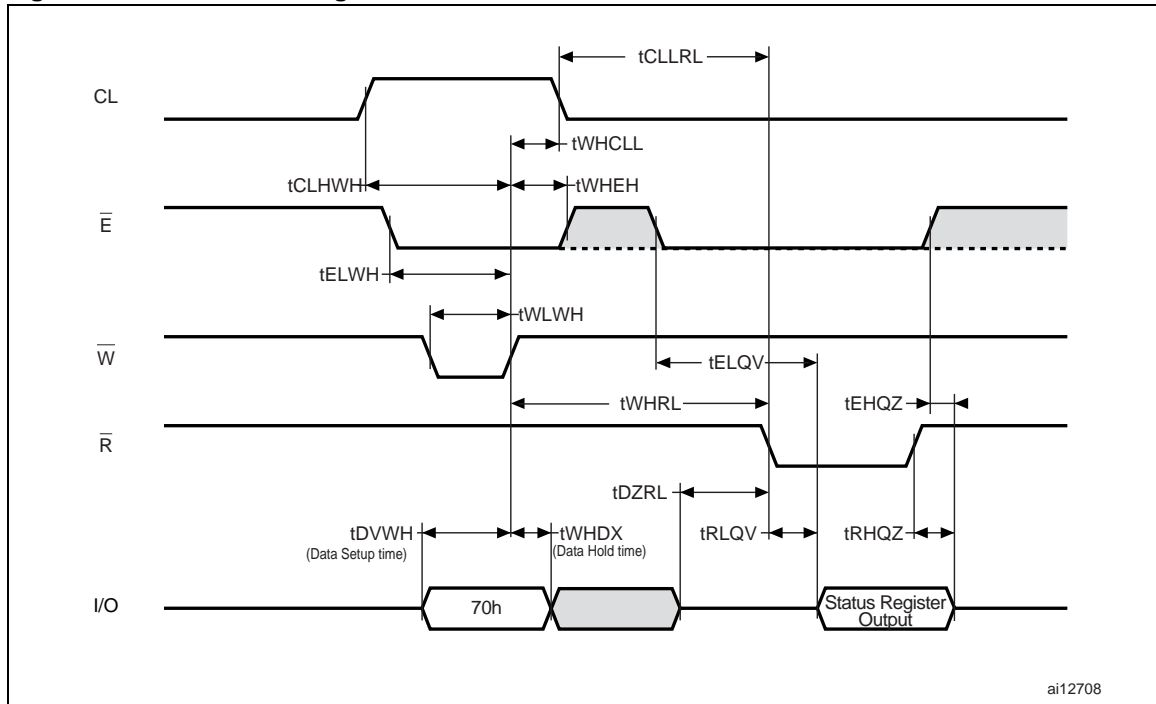 tCLLRL
CL
tWHCLL
tCLHWH
tWHEH
E
tELWH
tWLWH
W
tELQV
tWHRL
tEHQZ
R
tDZRL
tDVWH
(Data Setup time)
tWHDX
(Data Hold time)
tRLQV
tRHQZ
I/O
70h
Status Register
Output
ai12708